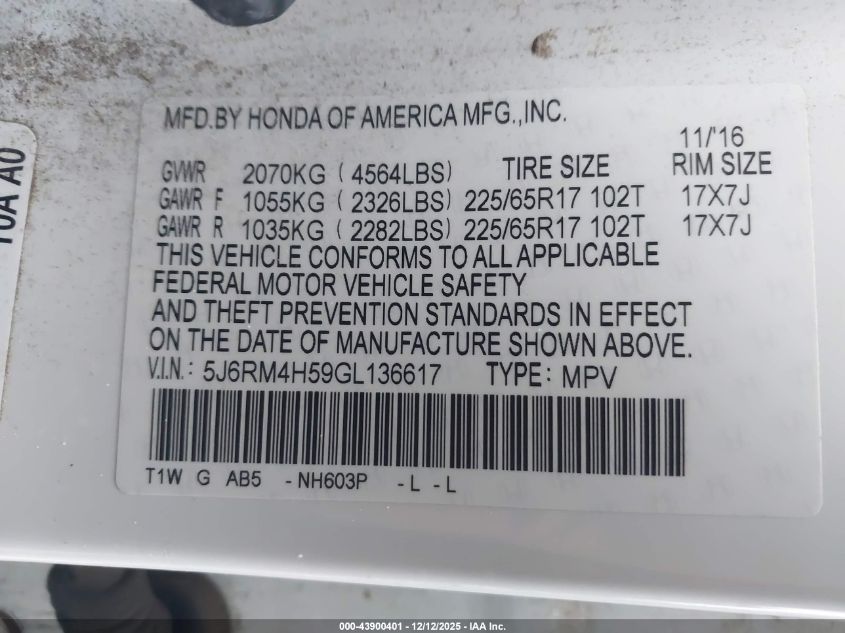 10A A0
MFD.BY HONDA OF AMERICA MFG.,INC.
11/'16
GVWR 2070KG ( 4564LBS) TIRE SIZE RIM SIZE
GAWR F 1055KG ( 2326LBS) 225/65R17 102T 17X7J
GAWR R 1035KG ( 2282LBS) 225/65R17 102T 17X7J
THIS VEHICLE CONFORMS TO ALL APPLICABLE
FEDERAL MOTOR VEHICLE SAFETY
AND THEFT PREVENTION STANDARDS IN EFFECT
ON THE DATE OF MANUFACTURE SHOWN ABOVE.
V.I.N.: 5J6RM4H59GL136617 TYPE: MPV
T1W G AB5 -NH603P -L -L
000-43900401 - 12/12/2025 - IAA Inc.